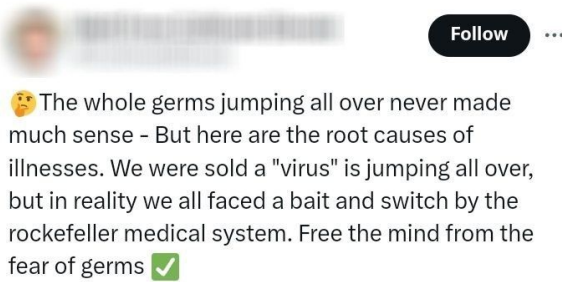 Follow
🤔The whole germs jumping all over never made
much sense - But here are the root causes of
illnesses. We were sold a "virus" is jumping all over,
but in reality we all faced a bait and switch by the
rockefeller medical system. Free the mind from the
fear of germs ✅